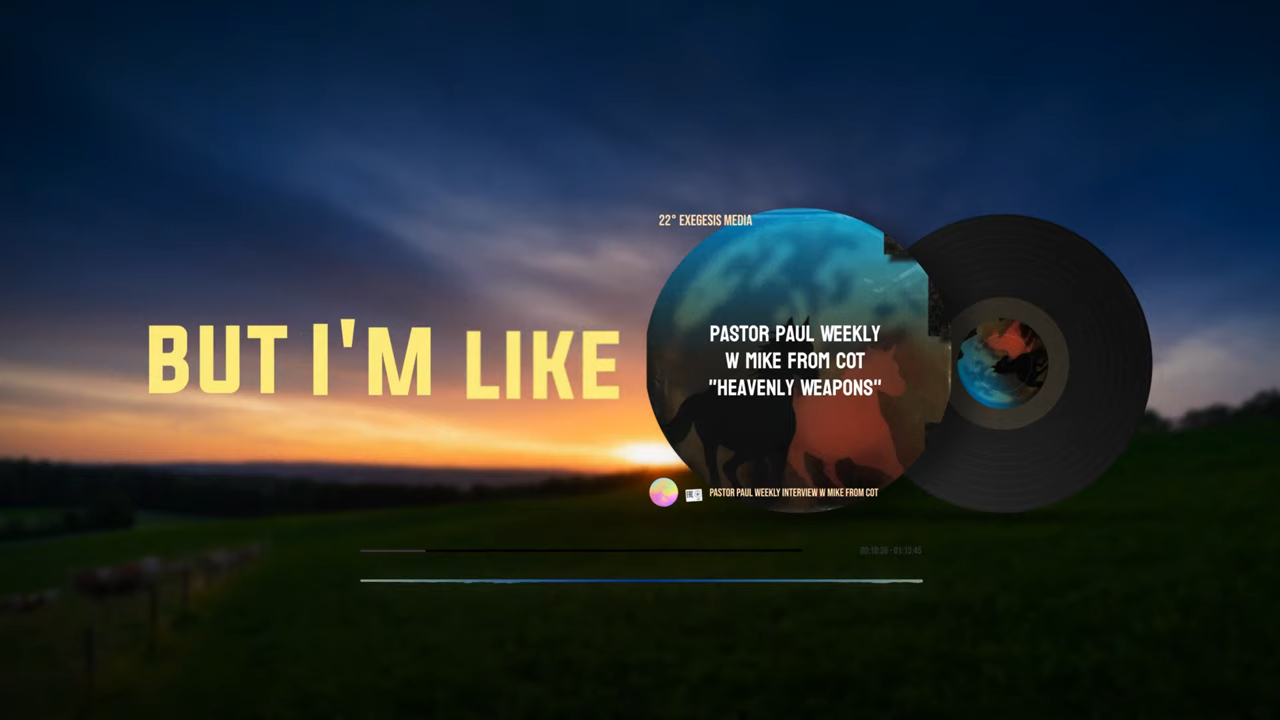 22° EXEGESIS MEDIA
BUT I'M LIKE
PASTOR PAUL WEEKLY
W MIKE FROM COT
"HEAVENLY WEAPONS"
PASTOR PAUL WEEKLY INTERVIEW W MIKE FROM COT